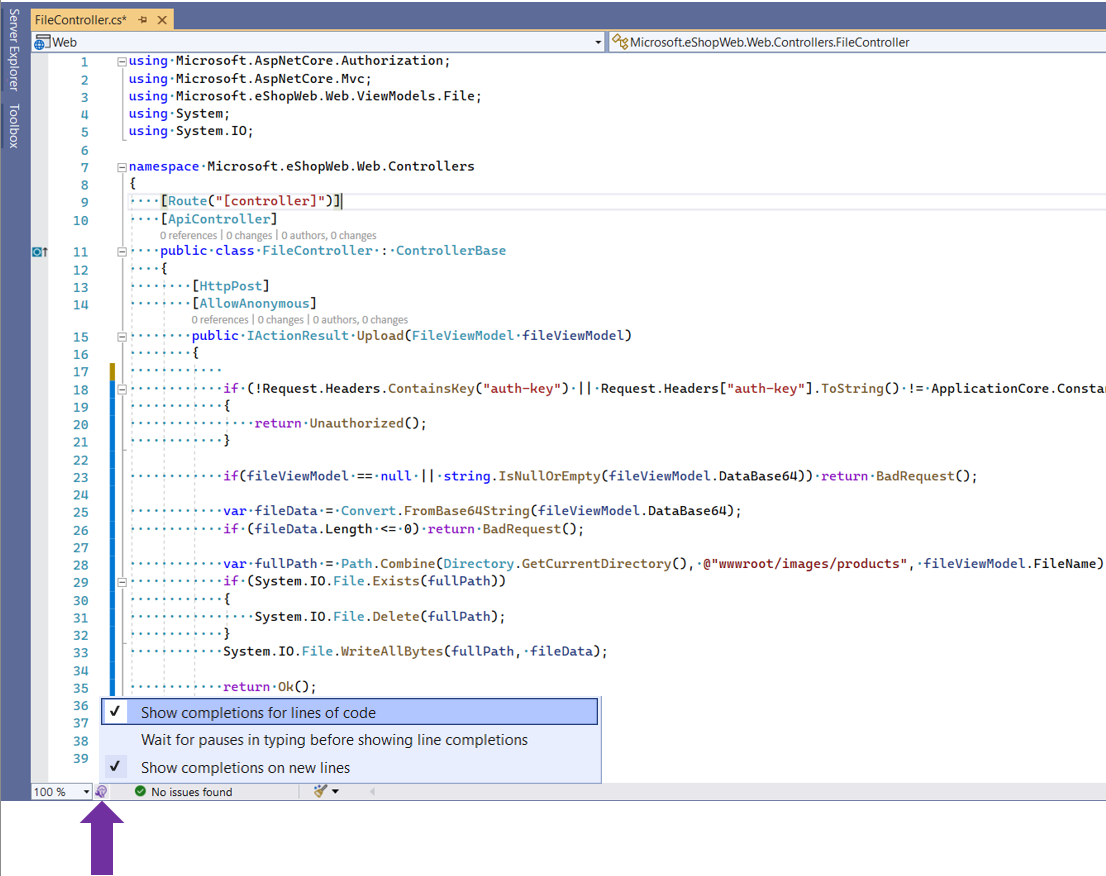 Server Explorer
Toolbox
FileController.cs*
Web
Microsoft.eShopWeb.Web.Controllers.FileController
1 using Microsoft.AspNetCore.Authorization;
2 using Microsoft.AspNetCore.Mvc;
3 using Microsoft.eShopWeb.Web.ViewModels.File;
4 using System;
5 using System.IO;
6
7 namespace Microsoft.eShopWeb.Web.Controllers
8 {
9 [Route("[controller]")]
10 [ApiController]
0 references | 0 changes | 0 authors, 0 changes
11 public class FileController : ControllerBase
12 {
13 [HttpPost]
14 [AllowAnonymous]
0 references | 0 changes | 0 authors, 0 changes
15 public IActionResult Upload(FileViewModel fileViewModel)
16 {
17
18 if (!Request.Headers.ContainsKey("auth-key") || Request.Headers["auth-key"].ToString() != ApplicationCore.Consta
19 {
20 return Unauthorized();
21 }
22
23 if(fileViewModel == null || string.IsNullOrEmpty(fileViewModel.DataBase64)) return BadRequest();
24
25 var fileData = Convert.FromBase64String(fileViewModel.DataBase64);
26 if (fileData.Length <= 0) return BadRequest();
27
28 var fullPath = Path.Combine(Directory.GetCurrentDirectory(), @"wwwroot/images/products", fileViewModel.FileName)
29 if (System.IO.File.Exists(fullPath))
30 {
31 System.IO.File.Delete(fullPath);
32 }
33 System.IO.File.WriteAllBytes(fullPath, fileData);
34
35 return Ok();
36
37
38
39
Show completions for lines of code
Wait for pauses in typing before showing line completions
Show completions on new lines
100 %
No issues found